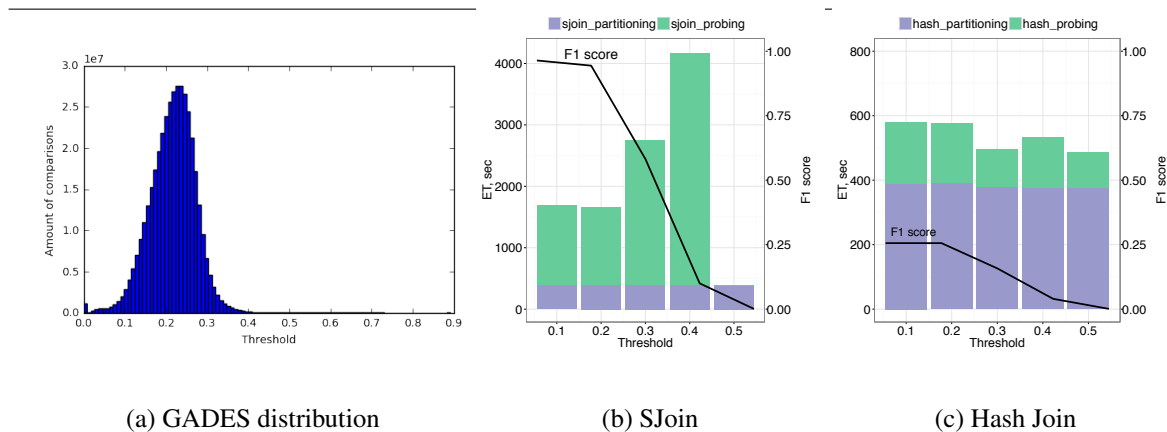 1e7
3.0
2.5
2.0
1.5
1.0
0.5
0.0
Amount of comparisons
0.0 0.1 0.2 0.3 0.4 0.5 0.6 0.7 0.8 0.9
Threshold
(a) GADES distribution
sjoin_partitioning sjoin_probing
F1 score
4000
3000
2000
1000
0
ET, sec
1.00
0.75
0.50
0.25
0.00
F1 score
0.1 0.2 0.3 0.4 0.5
Threshold
(b) SJoin
hash_partitioning hash_probing
800
600
400
200
0
ET, sec
F1 score
1.00
0.75
0.50
0.25
0.00
F1 score
0.1 0.2 0.3 0.4 0.5
Threshold
(c) Hash Join